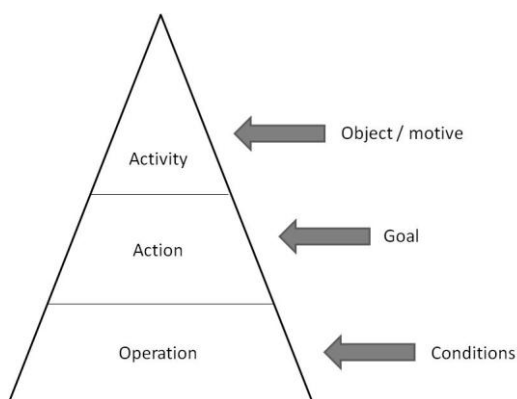 Object / motive
Activity
Goal
Action
Operation
Conditions